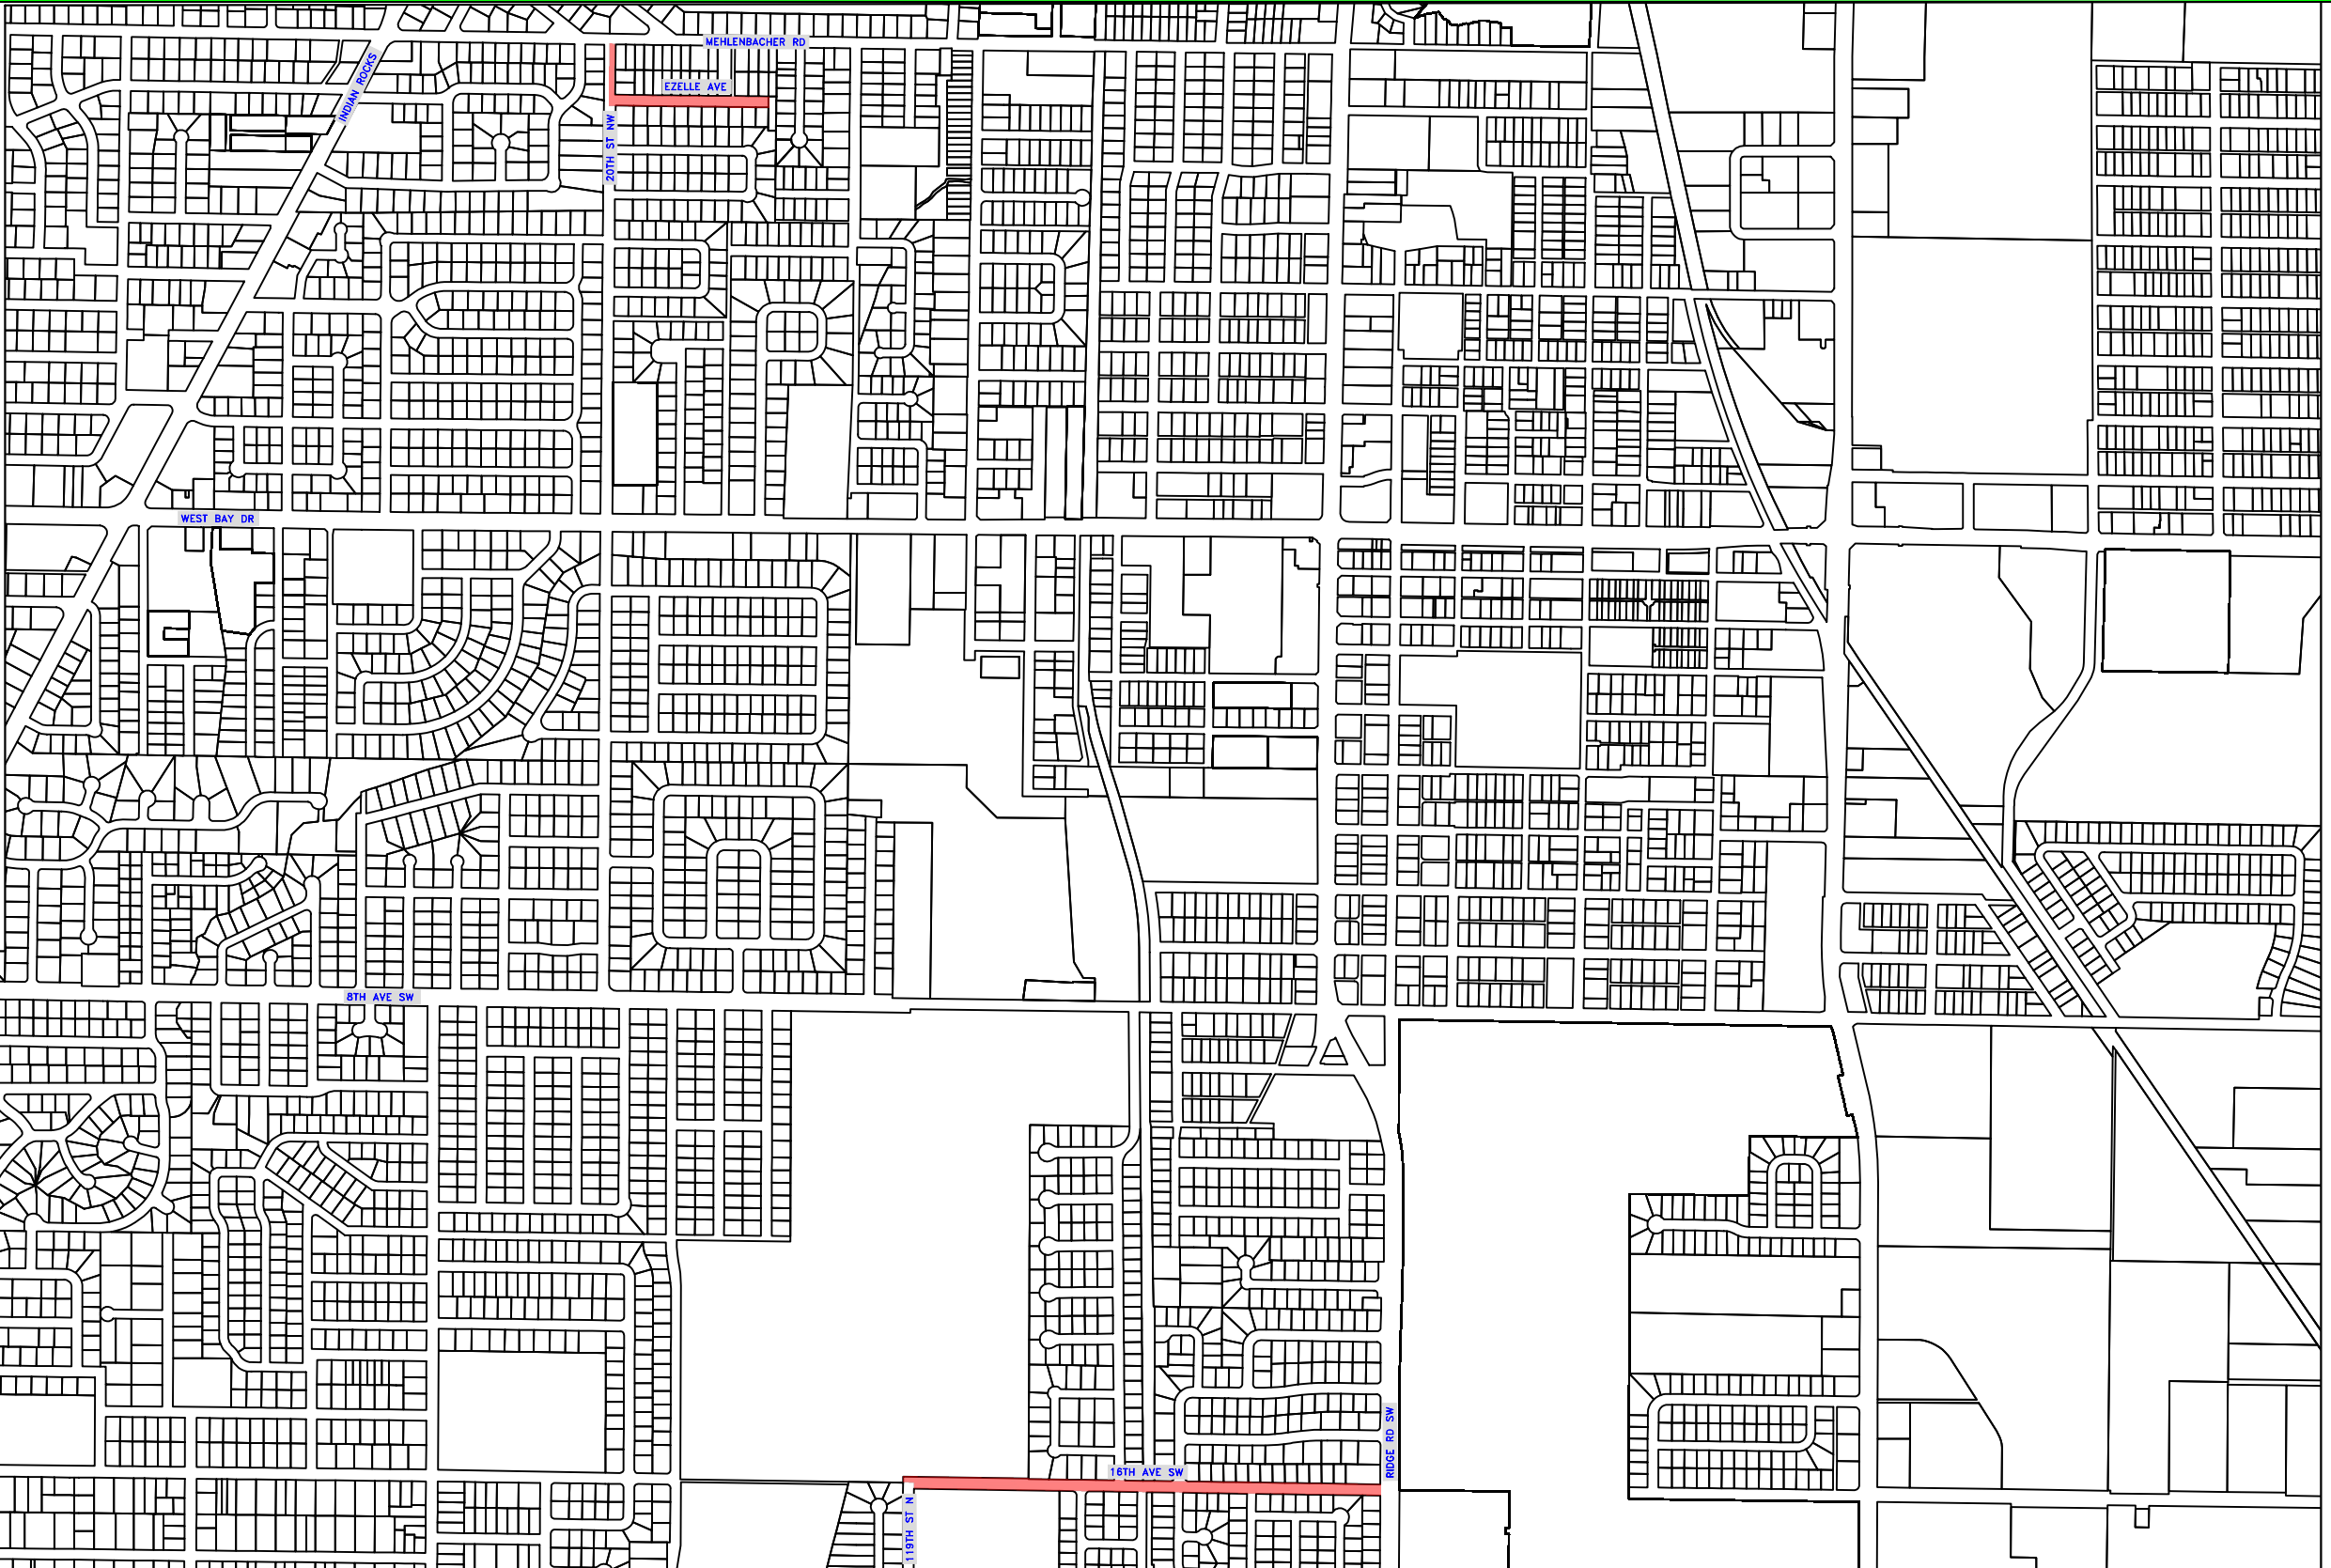 MEHLENBACHER RD
INDIAN ROCKS
EZELLE AVE
20TH ST NW
WEST BAY DR
8TH AVE SW
RIDGE RD SW
16TH AVE SW
119TH ST N